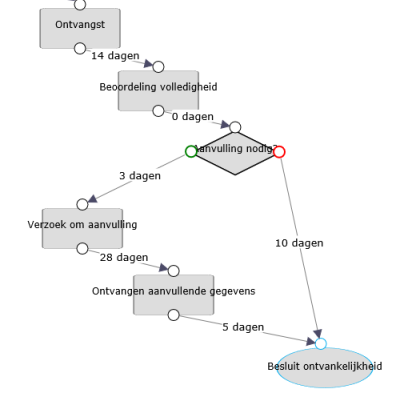 Ontvangst
14 dagen
Beoordeling volledigheid
0 dagen
Aanvulling nodig?
3 dagen
Verzoek om aanvulling
10 dagen
28 dagen
Ontvangen aanvullende gegevens
5 dagen
Besluit ontvankelijkheid